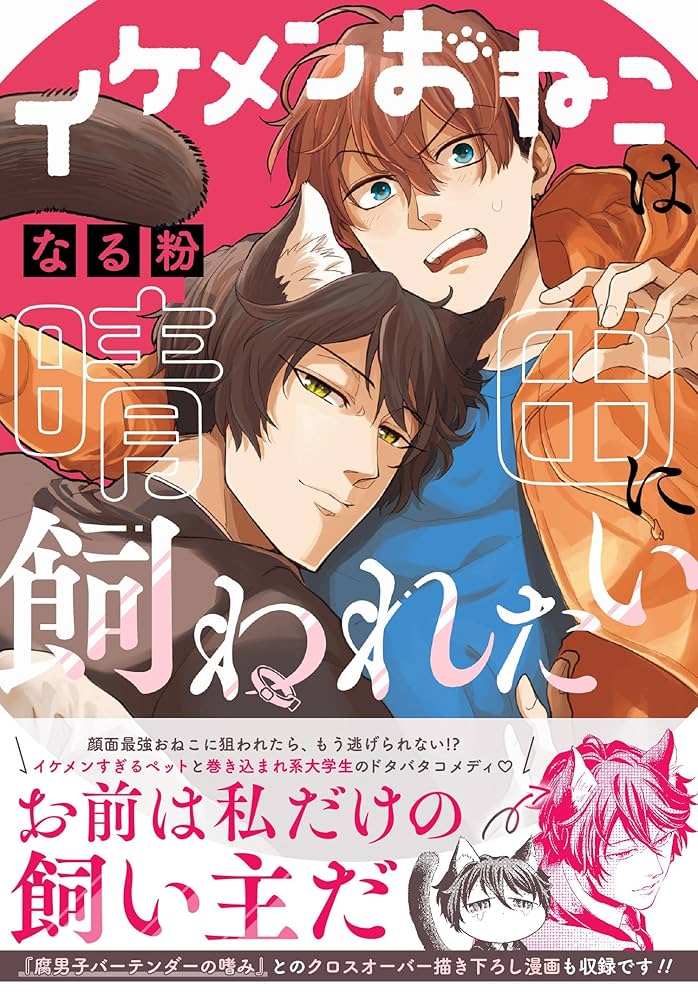 イケメンおねこは
なる粉
晴田に
飼われたい
顔面最強おねこに狙われたら、もう逃げられない!?
イケメンすぎるペットと巻き込まれ系大学生のドタバタコメディ♡
お前は私だけの
飼い主だ
『腐男子バーテンダーの嗜み』とのクロスオーバー描き下ろし漫画も収録です!!